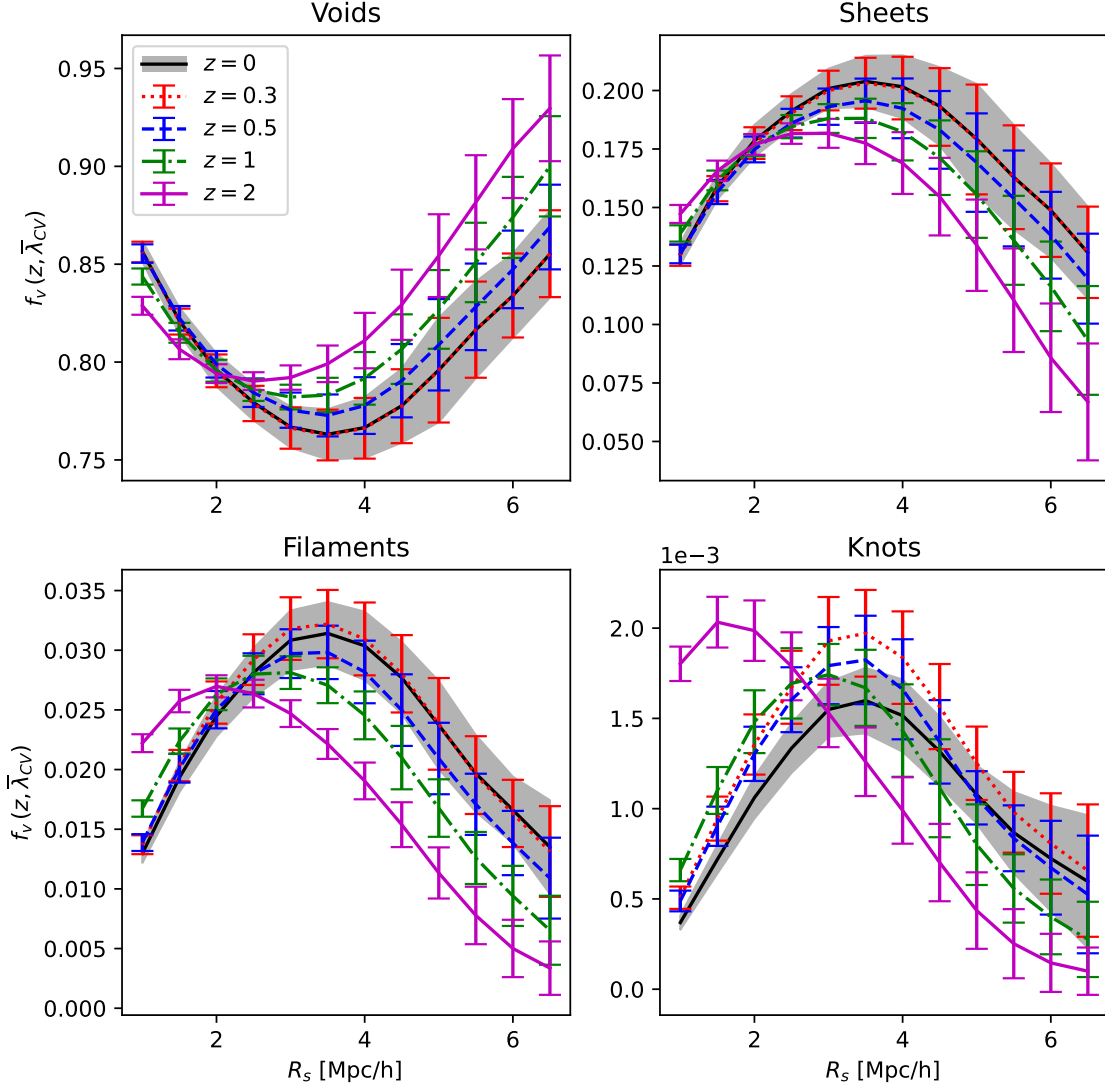 Voids
Sheets
0.95
0.90
0.85
0.80
0.75
z = 0
z = 0.3
z = 0.5
z = 1
z = 2
f_v(z, λ̅_CV)
2
4
6
0.200
0.175
0.150
0.125
0.100
0.075
0.050
2
4
6
Filaments
Knots
1e−3
0.035
0.030
0.025
0.020
0.015
0.010
0.005
0.000
f_v(z, λ̅_CV)
2
4
6
R_s [Mpc/h]
2.0
1.5
1.0
0.5
0.0
2
4
6
R_s [Mpc/h]